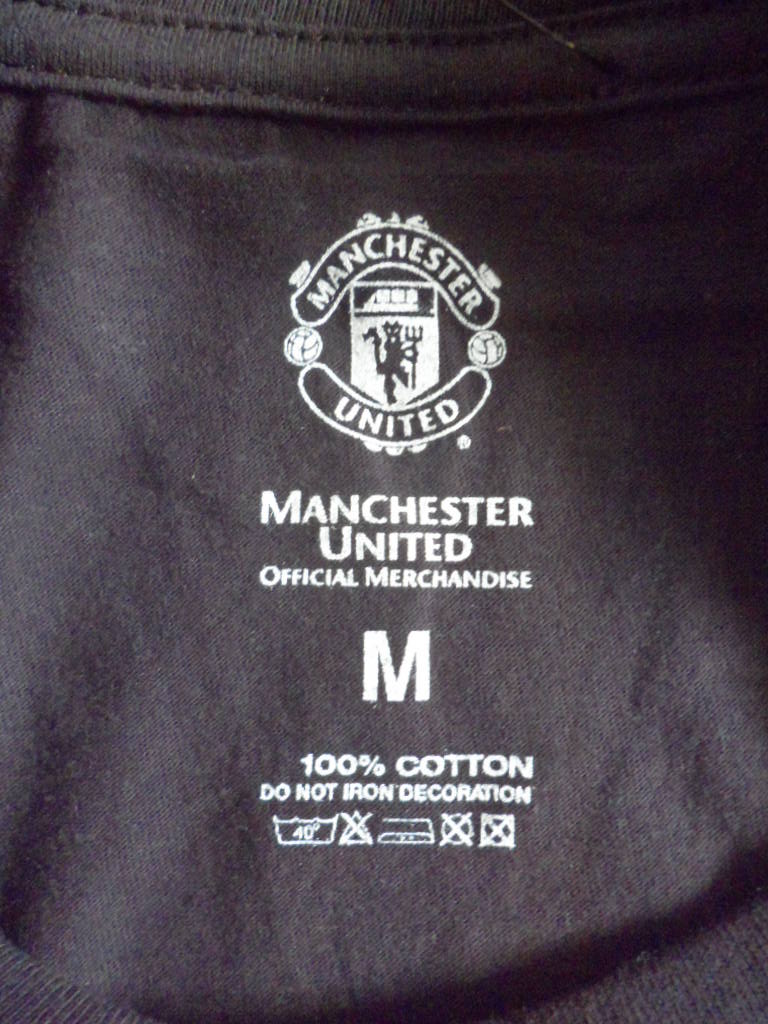 MANCHESTER
UNITED
®
MANCHESTER
UNITED
OFFICIAL MERCHANDISE
M
100% COTTON
DO NOT IRON DECORATION
40°